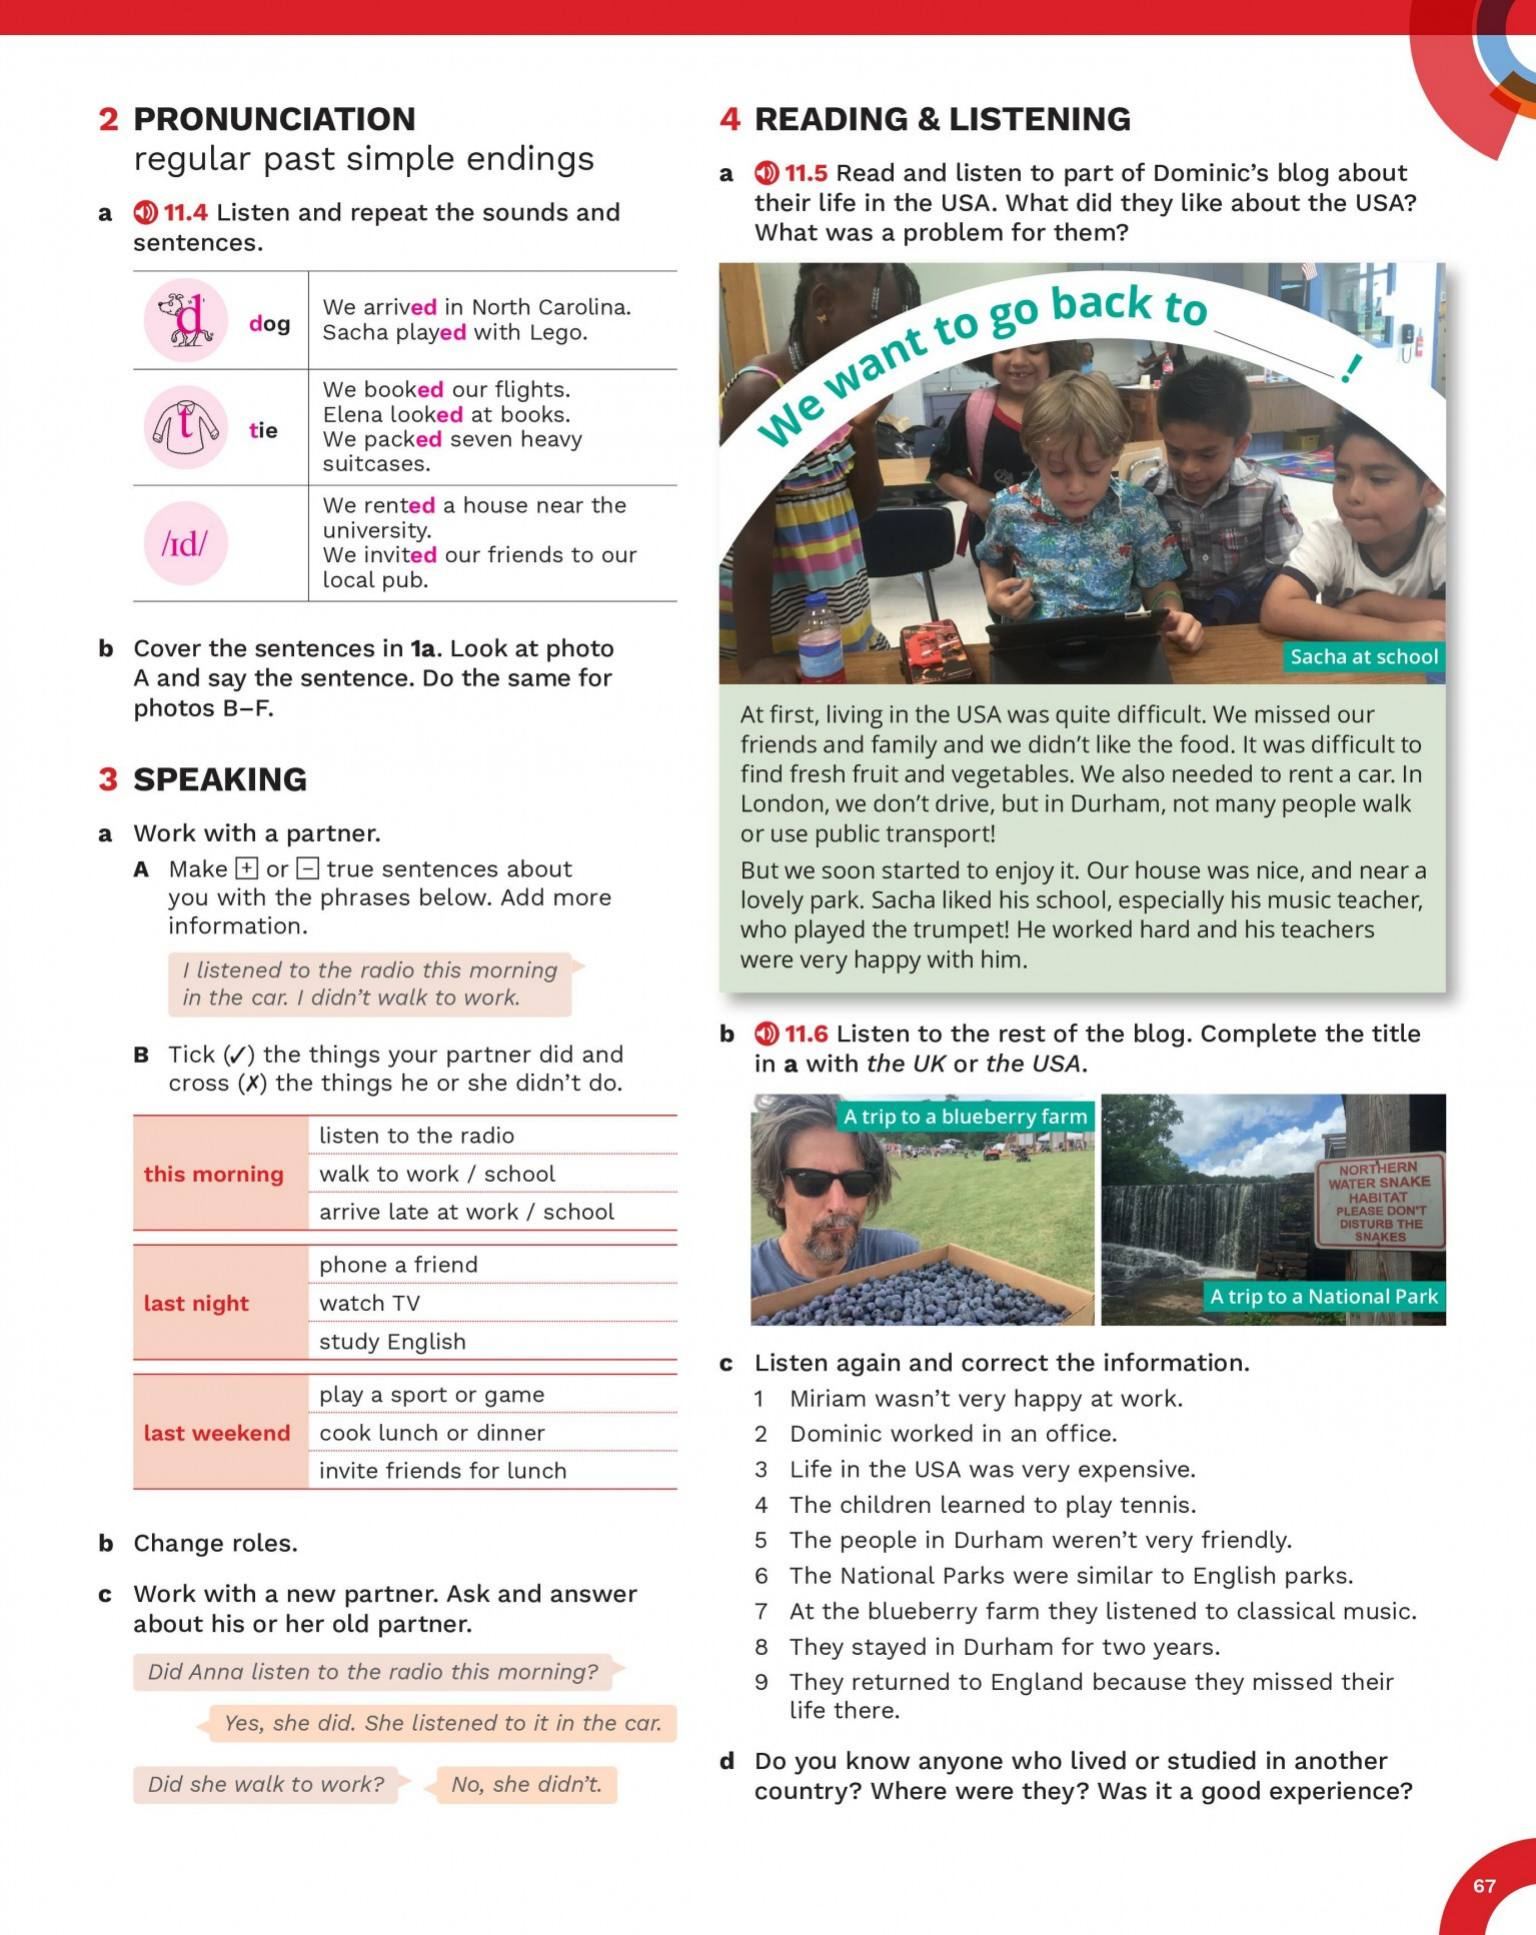 2 PRONUNCIATION
regular past simple endings
a 11.4 Listen and repeat the sounds and
sentences.
d
dog
We arrived in North Carolina.
Sacha played with Lego.
t
tie
We booked our flights.
Elena looked at books.
We packed seven heavy
suitcases.
/ɪd/
We rented a house near the
university.
We invited our friends to our
local pub.
b Cover the sentences in 1a. Look at photo
A and say the sentence. Do the same for
photos B–F.
3 SPEAKING
a Work with a partner.
A Make + or − true sentences about
you with the phrases below. Add more
information.
I listened to the radio this morning
in the car. I didn't walk to work.
B Tick (✓) the things your partner did and
cross (✗) the things he or she didn't do.
this morning
listen to the radio
walk to work / school
arrive late at work / school
last night
phone a friend
watch TV
study English
last weekend
play a sport or game
cook lunch or dinner
invite friends for lunch
b Change roles.
c Work with a new partner. Ask and answer
about his or her old partner.
Did Anna listen to the radio this morning?
Yes, she did. She listened to it in the car.
Did she walk to work?
No, she didn't.
4 READING & LISTENING
a 11.5 Read and listen to part of Dominic's blog about
their life in the USA. What did they like about the USA?
What was a problem for them?
We want to go back to ________!
Sacha at school
At first, living in the USA was quite difficult. We missed our
friends and family and we didn't like the food. It was difficult to
find fresh fruit and vegetables. We also needed to rent a car. In
London, we don't drive, but in Durham, not many people walk
or use public transport!
But we soon started to enjoy it. Our house was nice, and near a
lovely park. Sacha liked his school, especially his music teacher,
who played the trumpet! He worked hard and his teachers
were very happy with him.
b 11.6 Listen to the rest of the blog. Complete the title
in a with the UK or the USA.
A trip to a blueberry farm
NORTHERN
WATER SNAKE
HABITAT
PLEASE DON'T
DISTURB THE
SNAKES
A trip to a National Park
c Listen again and correct the information.
1 Miriam wasn't very happy at work.
2 Dominic worked in an office.
3 Life in the USA was very expensive.
4 The children learned to play tennis.
5 The people in Durham weren't very friendly.
6 The National Parks were similar to English parks.
7 At the blueberry farm they listened to classical music.
8 They stayed in Durham for two years.
9 They returned to England because they missed their
life there.
d Do you know anyone who lived or studied in another
country? Where were they? Was it a good experience?
67